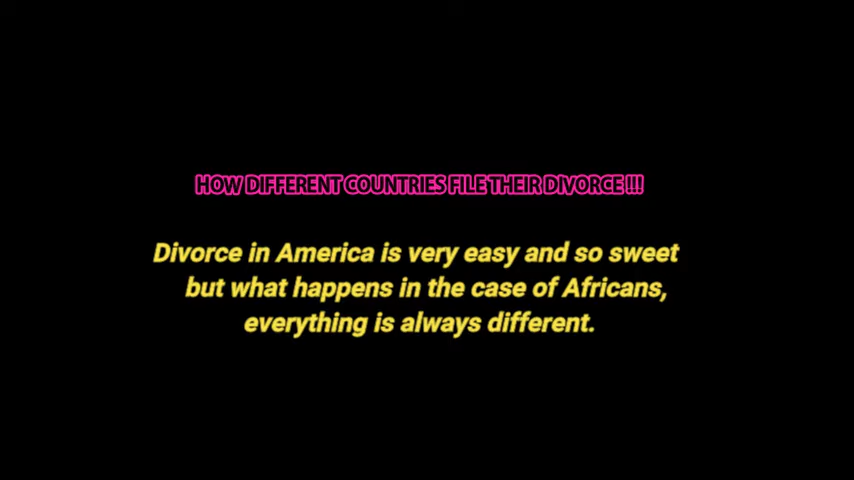 HOW DIFFERENT COUNTRIES FILE THEIR DIVORCE !!!
Divorce in America is very easy and so sweet
but what happens in the case of Africans,
everything is always different.